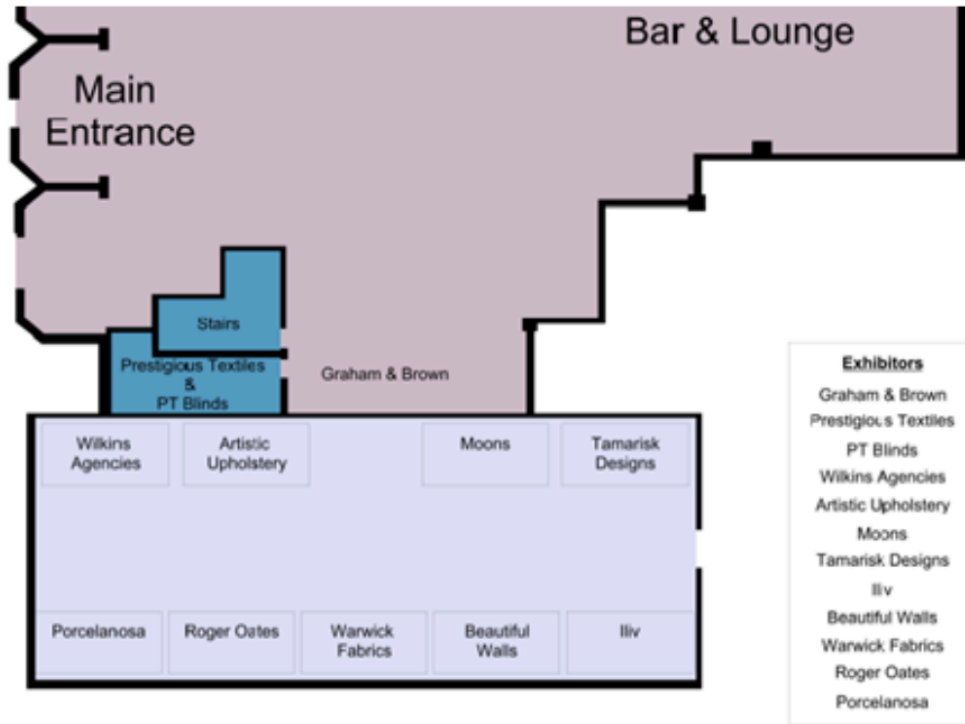 Bar & Lounge
Main
Entrance
Stairs
Prestigious Textiles
&
PT Blinds
Graham & Brown
Wilkins
Agencies
Artistic
Upholstery
Moons
Tamarisk
Designs
Porcelanosa
Roger Oates
Warwick
Fabrics
Beautiful
Walls
Iliv
Exhibitors
Graham & Brown
Prestigious Textiles
PT Blinds
Wilkins Agencies
Artistic Upholstery
Moons
Tamarisk Designs
Iliv
Beautiful Walls
Warwick Fabrics
Roger Oates
Porcelanosa